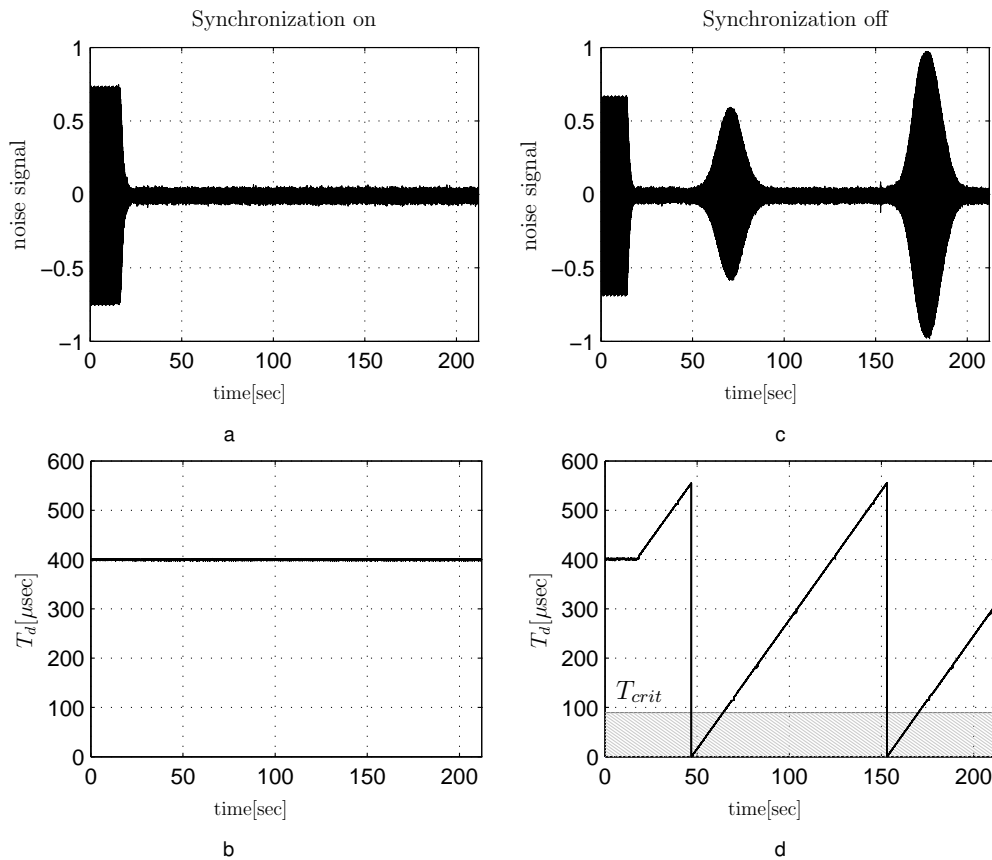 Synchronization on
1
0.5
0
−0.5
−1
noise signal
0 50 100 150 200
time[sec]
a
Synchronization off
1
0.5
0
−0.5
−1
noise signal
0 50 100 150 200
time[sec]
c
600
500
400
300
200
100
0
T_d[μsec]
0 50 100 150 200
time[sec]
b
600
500
400
300
200
100
0
T_d[μsec]
T_crit
0 50 100 150 200
time[sec]
d